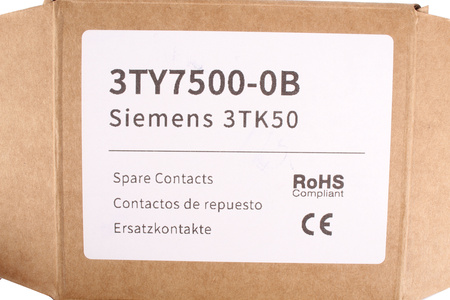 3TY7500-0B
Siemens 3TK50
Spare Contacts
Contactos de repuesto
Ersatzkontakte
RoHS
Compliant
CE